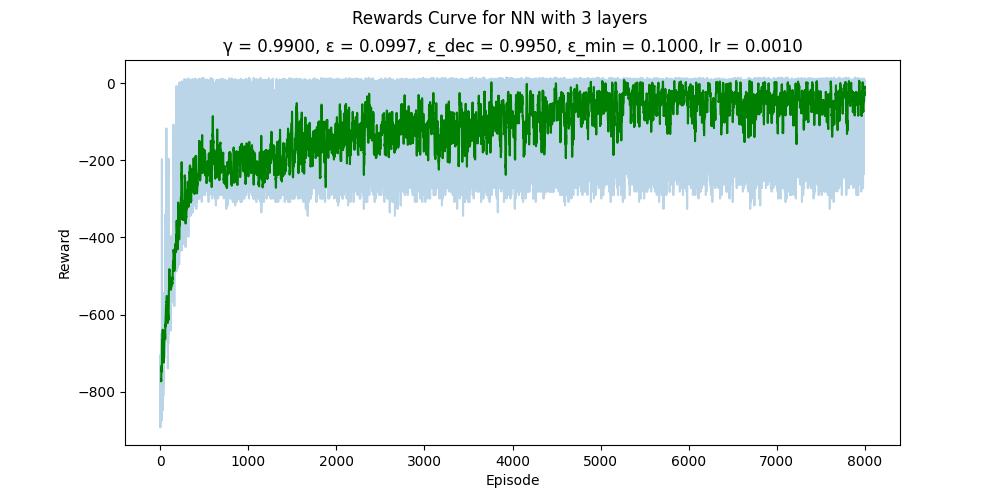 Rewards Curve for NN with 3 layers
γ = 0.9900, ε = 0.0997, ε_dec = 0.9950, ε_min = 0.1000, lr = 0.0010
0
−200
−400
−600
−800
Reward
0 1000 2000 3000 4000 5000 6000 7000 8000
Episode